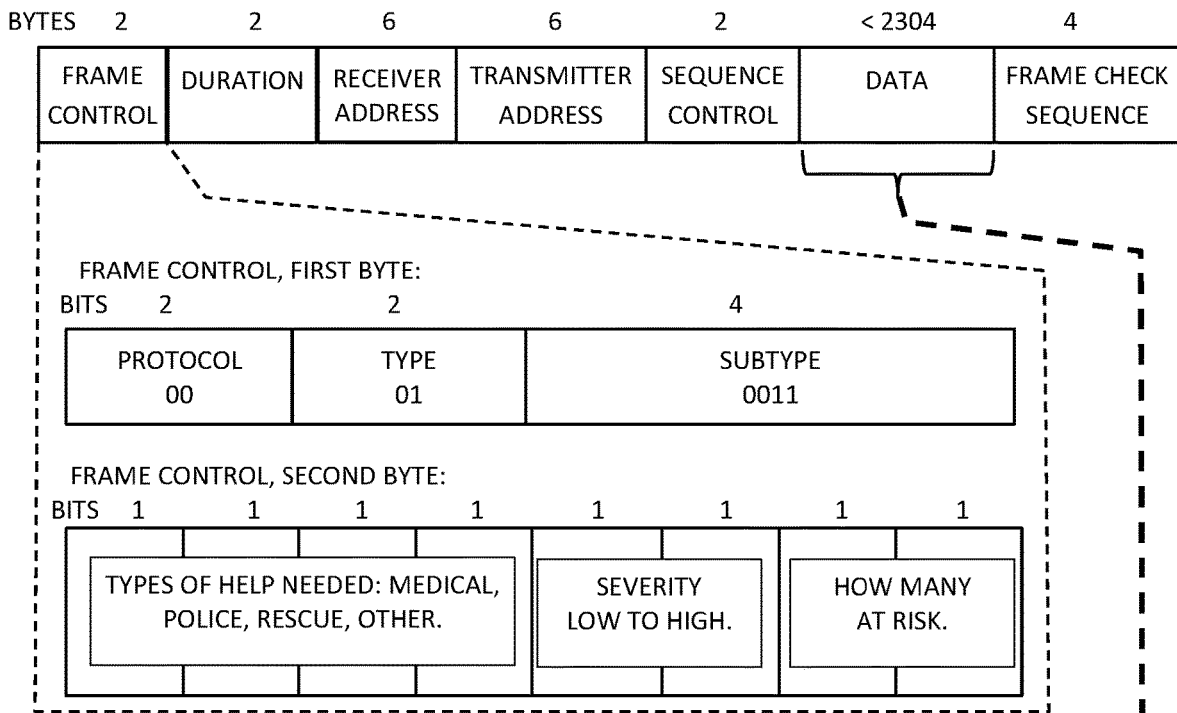 BYTES 2 2 6 6 2 < 2304 4
FRAME CONTROL DURATION RECEIVER ADDRESS TRANSMITTER ADDRESS SEQUENCE CONTROL DATA FRAME CHECK SEQUENCE
FRAME CONTROL, FIRST BYTE:
BITS 2 2 4
PROTOCOL TYPE SUBTYPE
00 01 0011
FRAME CONTROL, SECOND BYTE:
BITS 1 1 1 1 1 1 1 1
TYPES OF HELP NEEDED: MEDICAL, SEVERITY HOW MANY
POLICE, RESCUE, OTHER. LOW TO HIGH. AT RISK.